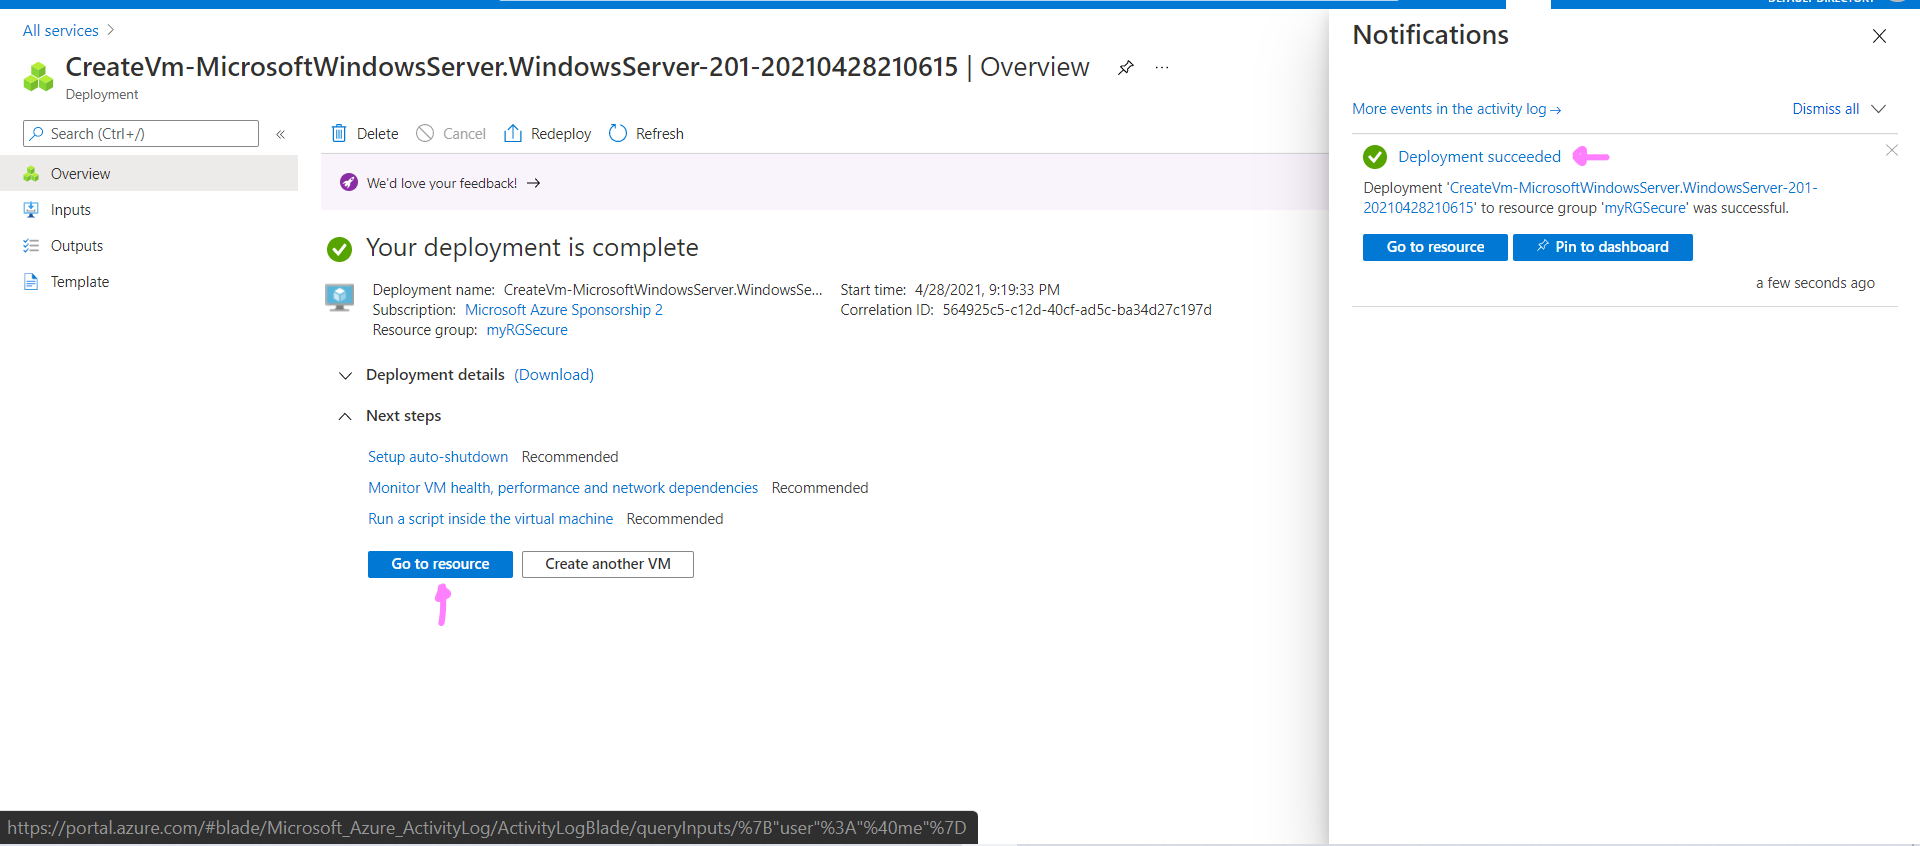 All services >
CreateVm-MicrosoftWindowsServer.WindowsServer-201-20210428210615 | Overview
Deployment
Search (Ctrl+/)
«
Overview
Inputs
Outputs
Template
Delete
Cancel
Redeploy
Refresh
We'd love your feedback! →
Your deployment is complete
Deployment name: CreateVm-MicrosoftWindowsServer.WindowsSe...
Subscription: Microsoft Azure Sponsorship 2
Resource group: myRGSecure
Start time: 4/28/2021, 9:19:33 PM
Correlation ID: 564925c5-c12d-40cf-ad5c-ba34d27c197d
Deployment details (Download)
Next steps
Setup auto-shutdown Recommended
Monitor VM health, performance and network dependencies Recommended
Run a script inside the virtual machine Recommended
Go to resource
Create another VM
https://portal.azure.com/#blade/Microsoft_Azure_ActivityLog/ActivityLogBlade/queryInputs/%7B"user"%3A"%40me"%7D
DEFAULT DIRECTORY
Notifications
More events in the activity log →
Dismiss all
Deployment succeeded
Deployment 'CreateVm-MicrosoftWindowsServer.WindowsServer-201-
20210428210615' to resource group 'myRGSecure' was successful.
Go to resource
Pin to dashboard
a few seconds ago